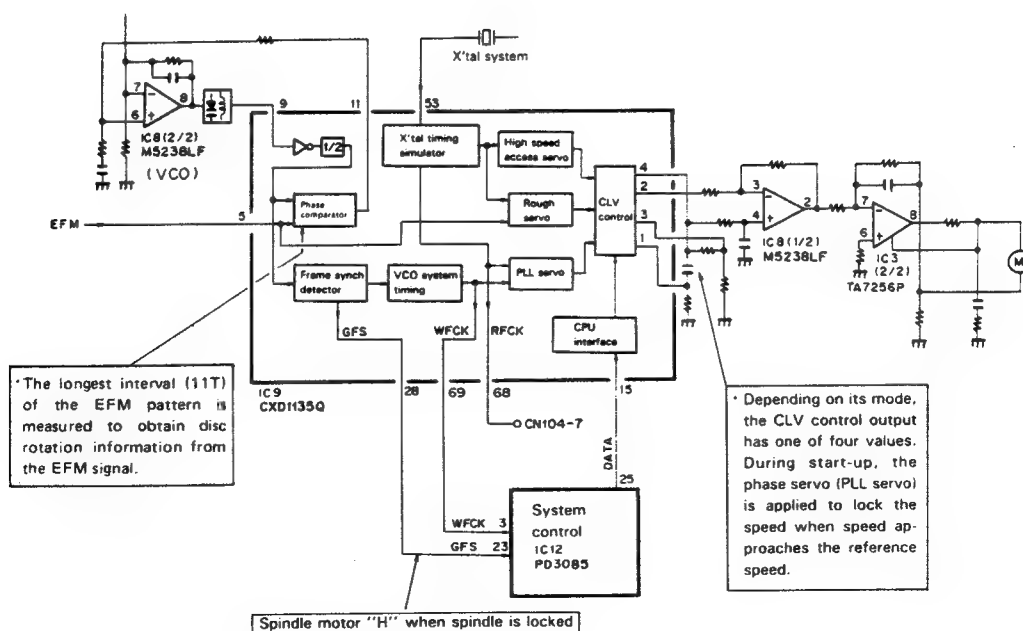 X'tal system
7
8
6
IC8(2/2)
M5238LF
(VCO)
9
11
53
1/2
X'tal timing
simulator
High speed
access servo
4
2
3
1
CLV
control
EFM
5
Phase
comparator
Rough
servo
3
2
4
IC8(1/2)
M5238LF
7
8
6
IC3
(2/2)
TA7256P
M
Frame synch
detector
VCO system
timing
PLL servo
GFS
WFCK
RFCK
CPU
interface
IC9
CXD1135Q
28
69
68
15
CN104-7
DATA
25
· The longest interval (11T)
of the EFM pattern is
measured to obtain disc
rotation information from
the EFM signal.
· Depending on its mode,
the CLV control output
has one of four values.
During start-up, the
phase servo (PLL servo)
is applied to lock the
speed when speed ap-
proaches the reference
speed.
WFCK 3
GFS 23
System
control
IC12
PD3085
Spindle motor "H" when spindle is locked